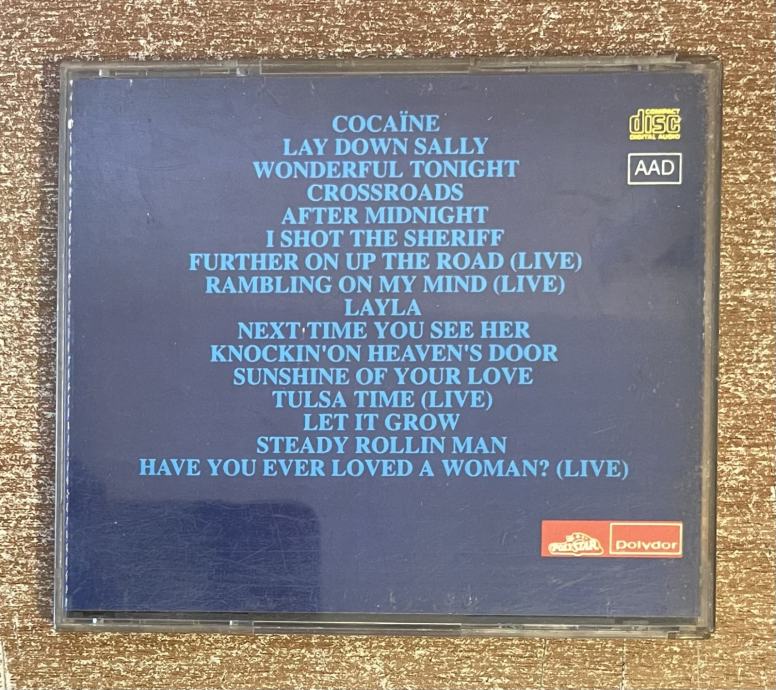 COCAÏNE
LAY DOWN SALLY
WONDERFUL TONIGHT
CROSSROADS
AFTER MIDNIGHT
I SHOT THE SHERIFF
FURTHER ON UP THE ROAD (LIVE)
RAMBLING ON MY MIND (LIVE)
LAYLA
NEXT TIME YOU SEE HER
KNOCKIN'ON HEAVEN'S DOOR
SUNSHINE OF YOUR LOVE
TULSA TIME (LIVE)
LET IT GROW
STEADY ROLLIN MAN
HAVE YOU EVER LOVED A WOMAN? (LIVE)
COMPACT
disc
DIGITAL AUDIO
AAD
POLYSTAR
polydor